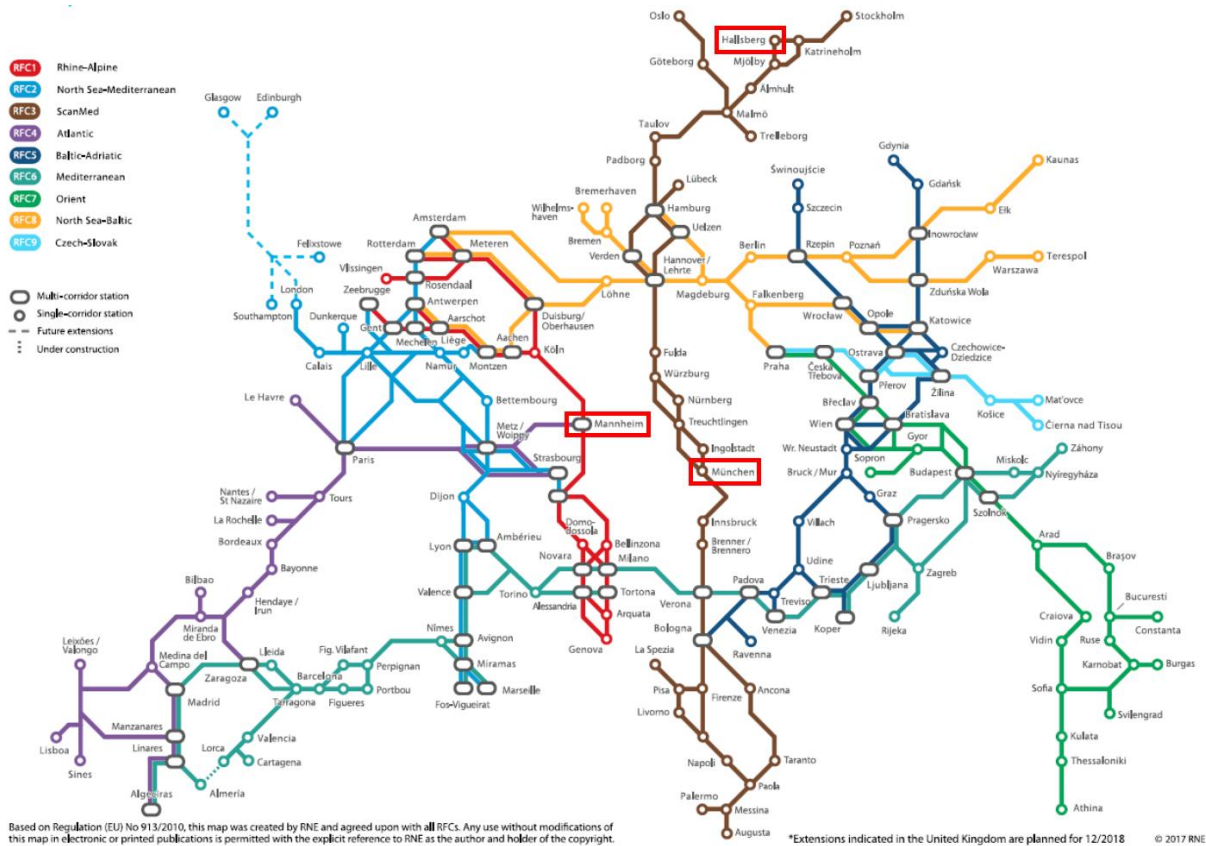 RFC1 Rhine-Alpine
RFC2 North Sea-Mediterranean
RFC3 ScanMed
RFC4 Atlantic
RFC5 Baltic-Adriatic
RFC6 Mediterranean
RFC7 Orient
RFC8 North Sea-Baltic
RFC9 Czech-Slovak
Multi-corridor station
Single-corridor station
Future extensions
Under construction
Oslo
Stockholm
Hallsberg
Katrineholm
Göteborg
Mjölby
Älmhult
Malmö
Trelleborg
Taulov
Padborg
Lübeck
Glasgow
Edinburgh
Felixstowe
London
Southampton
Dunkerque
Calais
Lille
Amsterdam
Rotterdam
Meteren
Vlissingen
Rosendaal
Zeebrugge
Antwerpen
Gent
Aarschot
Mechelen
Liège
Aachen
Namur
Montzen
Köln
Duisburg/
Oberhausen
Wilhelms-
haven
Bremerhaven
Bremen
Hamburg
Uelzen
Verden
Hannover/
Lehrte
Löhne
Magdeburg
Berlin
Falkenberg
Świnoujście
Szczecin
Rzepin
Poznań
Gdynia
Gdańsk
Inowrocław
Kaunas
Ełk
Terespol
Warszawa
Zduńska Wola
Wrocław
Opole
Katowice
Czechowice-
Dziedzice
Ostrava
Praha
Česká
Třebova
Přerov
Žilina
Košice
Mat'ovce
Čierna nad Tisou
Břeclav
Wien
Bratislava
Gyor
Sopron
Wr. Neustadt
Bruck / Mur
Budapest
Miskolc
Záhony
Nyíregyháza
Szolnok
Fulda
Würzburg
Nürnberg
Treuchtlingen
Ingolstadt
München
Innsbruck
Brenner /
Brennero
Le Havre
Paris
Bettembourg
Metz /
Woippy
Mannheim
Strasbourg
Nantes /
St Nazaire
Tours
La Rochelle
Bordeaux
Bayonne
Hendaye /
Irun
Bilbao
Miranda
de Ebro
Dijon
Lyon
Ambérieu
Valence
Torino
Domo-
dossola
Bellinzona
Novara
Milano
Alessandria
Tortona
Arquata
Genova
Nîmes
Avignon
Miramas
Marseille
Fos-Vigueirat
Verona
Padova
Treviso
Venezia
Udine
Villach
Graz
Pragersko
Trieste
Ljubljana
Koper
Zagreb
Rijeka
Bologna
Ravenna
La Spezia
Pisa
Livorno
Firenze
Ancona
Napoli
Taranto
Paola
Palermo
Messina
Augusta
Arad
Brașov
Craiova
Bucuresti
Constanta
Vidin
Ruse
Karnobat
Burgas
Sofia
Svilengrad
Kulata
Thessaloniki
Athina
Leixões /
Valongo
Medina del
Campo
Zaragoza
Lleida
Fig. Vilafant
Perpignan
Barcelona
Portbou
Tarragona
Figueres
Madrid
Manzanares
Linares
Lisboa
Sines
Algeciras
Lorca
Valencia
Cartagena
Almería
Based on Regulation (EU) No 913/2010, this map was created by RNE and agreed upon with all RFCs. Any use without modifications of
this map in electronic or printed publications is permitted with the explicit reference to RNE as the author and holder of the copyright.
*Extensions indicated in the United Kingdom are planned for 12/2018
© 2017 RNE